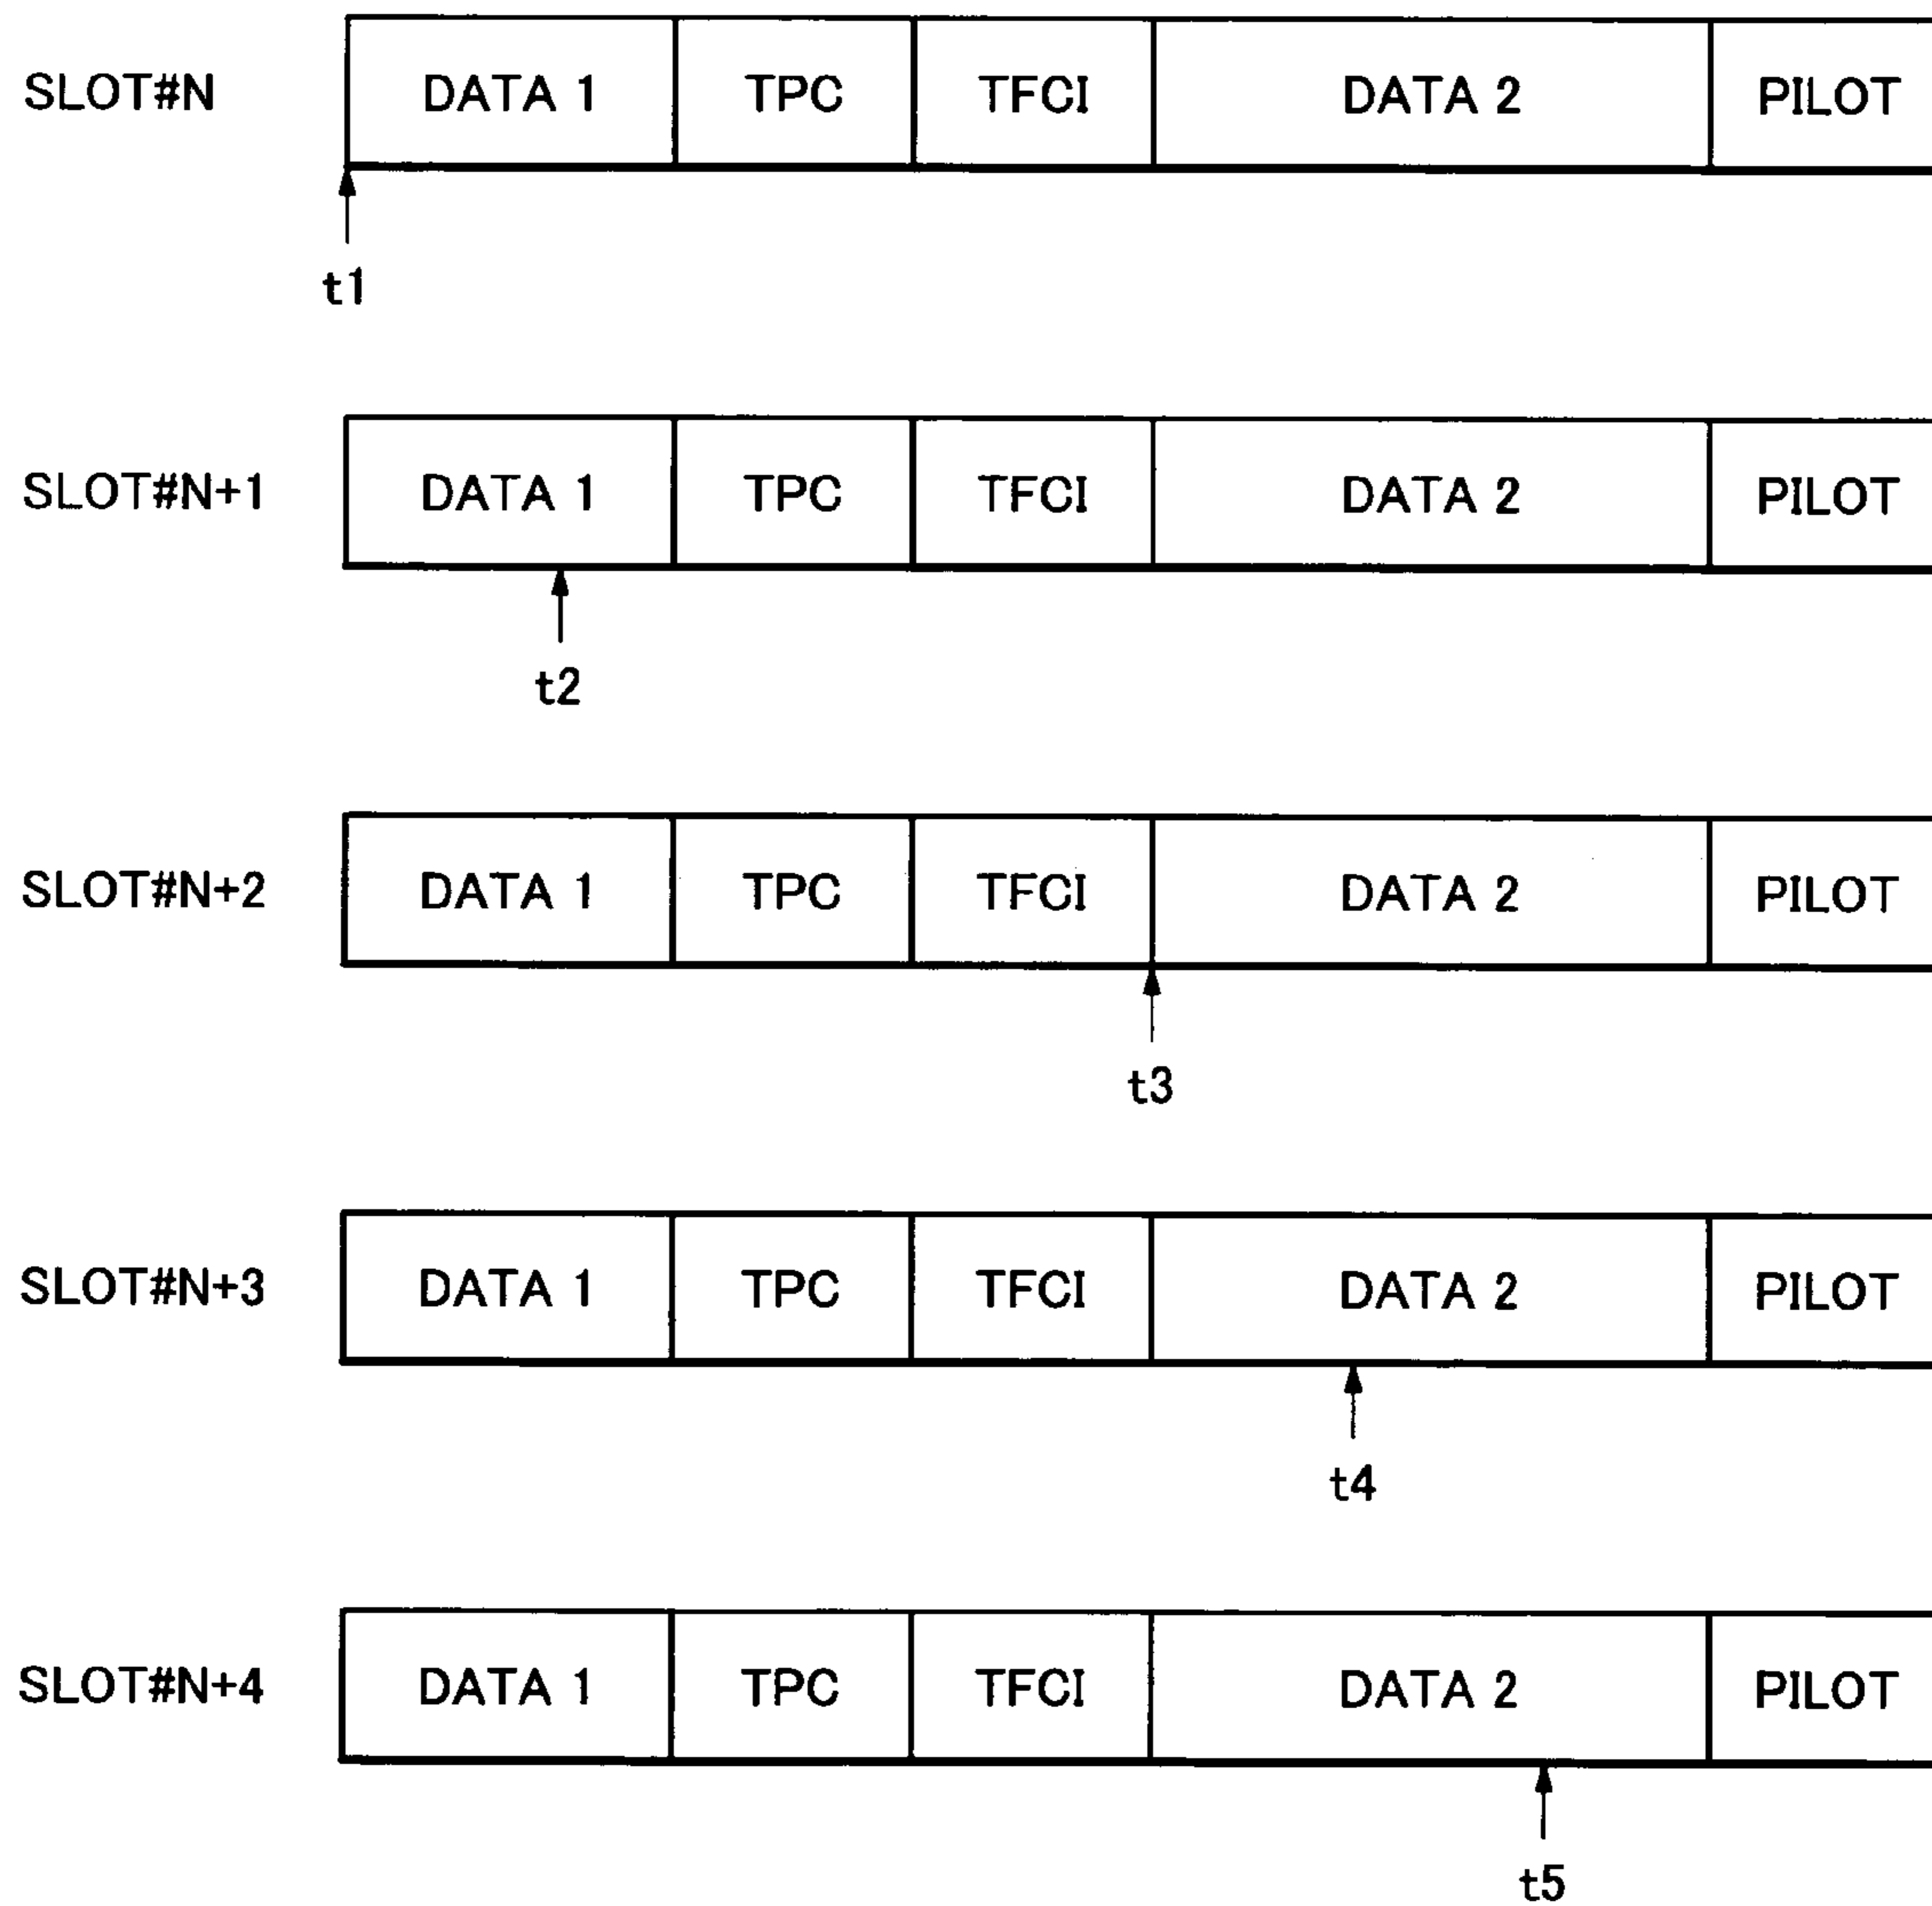 SLOT#N DATA 1 TPC TFCI DATA 2 PILOT
t1
SLOT#N+1 DATA 1 TPC TFCI DATA 2 PILOT
t2
SLOT#N+2 DATA 1 TPC TFCI DATA 2 PILOT
t3
SLOT#N+3 DATA 1 TPC TFCI DATA 2 PILOT
t4
SLOT#N+4 DATA 1 TPC TFCI DATA 2 PILOT
t5